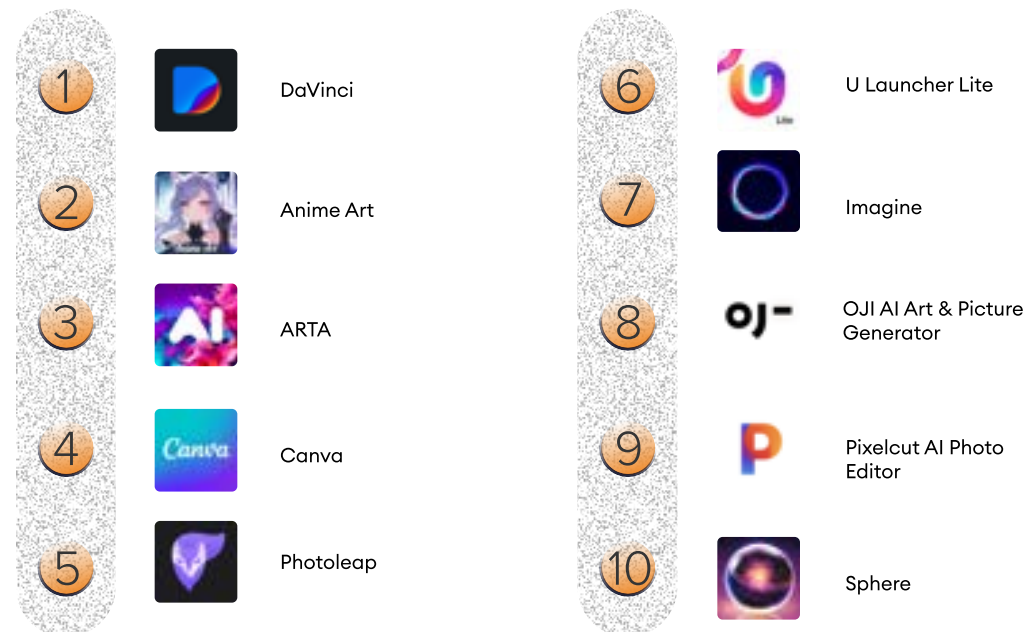 1
DaVinci
2
Anime Art
3
AI
ARTA
4
Canva
Canva
5
Photoleap
6
Lite
U Launcher Lite
7
Imagine
8
OJ-
OJI AI Art & Picture
Generator
9
P
Pixelcut AI Photo
Editor
10
Sphere